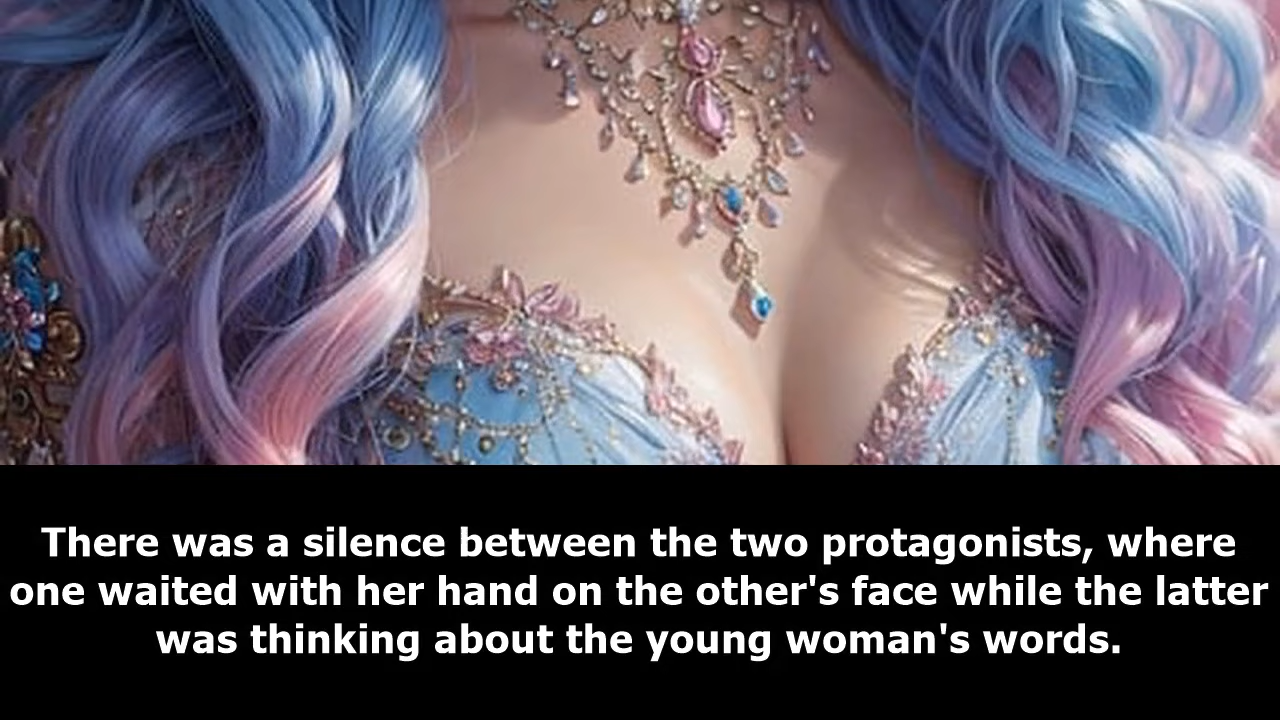 There was a silence between the two protagonists, where
one waited with her hand on the other's face while the latter
was thinking about the young woman's words.